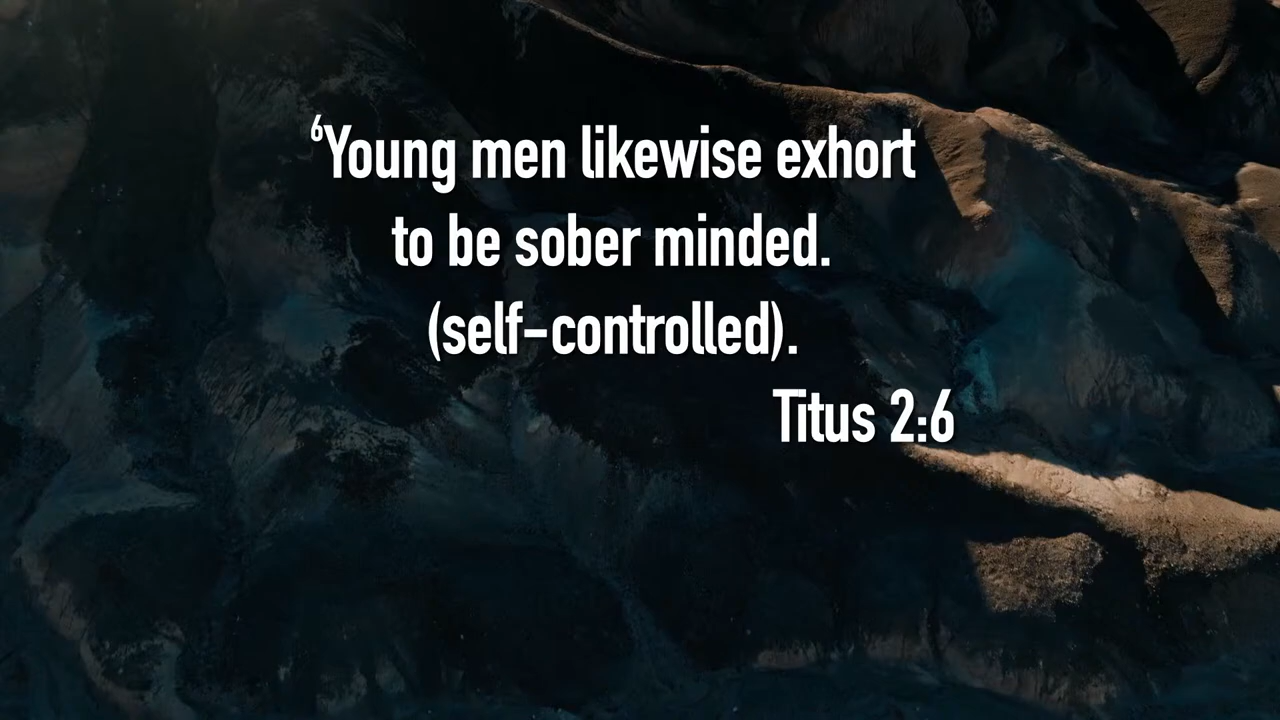 ⁶Young men likewise exhort
to be sober minded.
(self-controlled).
Titus 2:6